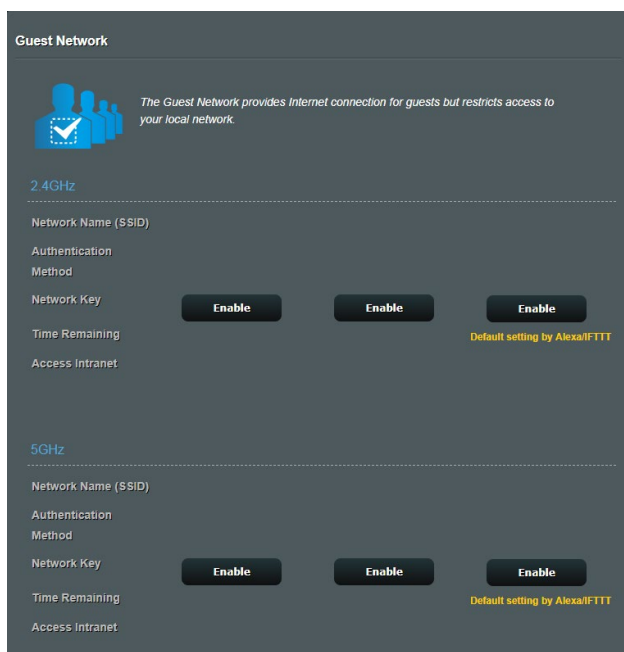 Guest Network
The Guest Network provides Internet connection for guests but restricts access to
your local network.
2.4GHz
Network Name (SSID)
Authentication
Method
Network Key
Enable Enable Enable
Time Remaining
Default setting by Alexa/IFTTT
Access Intranet
5GHz
Network Name (SSID)
Authentication
Method
Network Key
Enable Enable Enable
Time Remaining
Default setting by Alexa/IFTTT
Access Intranet